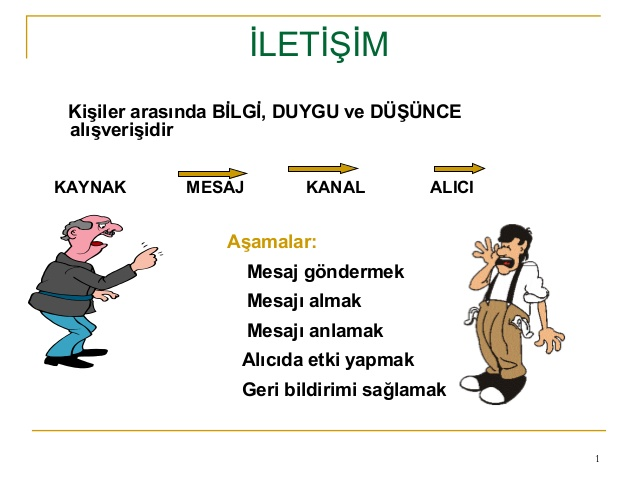 İLETİŞİM
Kişiler arasında BİLGİ, DUYGU ve DÜŞÜNCE
alışverişidir
KAYNAK MESAJ KANAL ALICI
Aşamalar:
Mesaj göndermek
Mesajı almak
Mesajı anlamak
Alıcıda etki yapmak
Geri bildirimi sağlamak
1